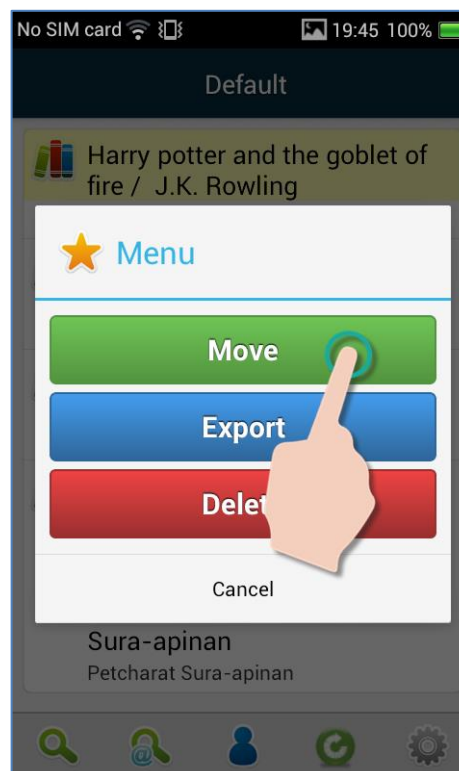 No SIM card 19:45 100%
Default
Harry potter and the goblet of
fire / J.K. Rowling
Menu
Move
Export
Delet
Cancel
Sura-apinan
Petcharat Sura-apinan